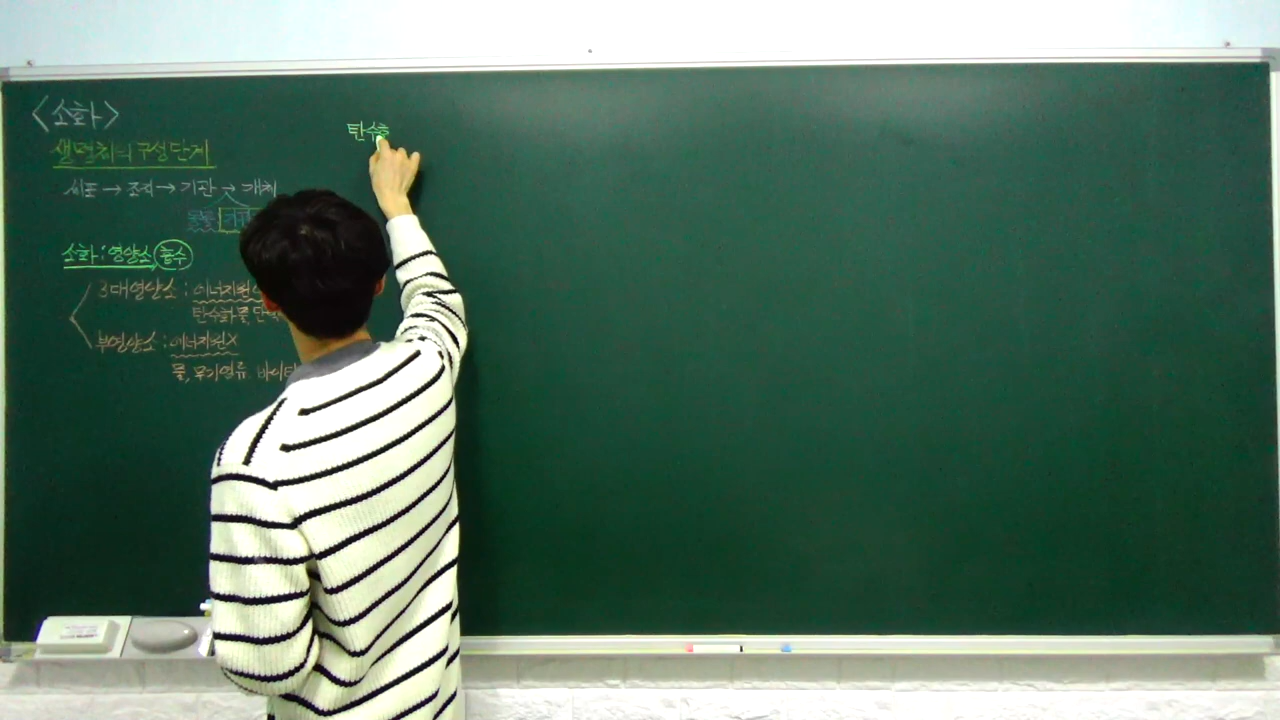 <소화>
생명체의 구성단계
세포 → 조직 → 기관 → 개체
동물
소화 : 영양소 흡수
3대영양소 : 에너지원
탄수화물, 단
부영양소 : 에너지원X
물, 무기염류, 바이타
탄수화